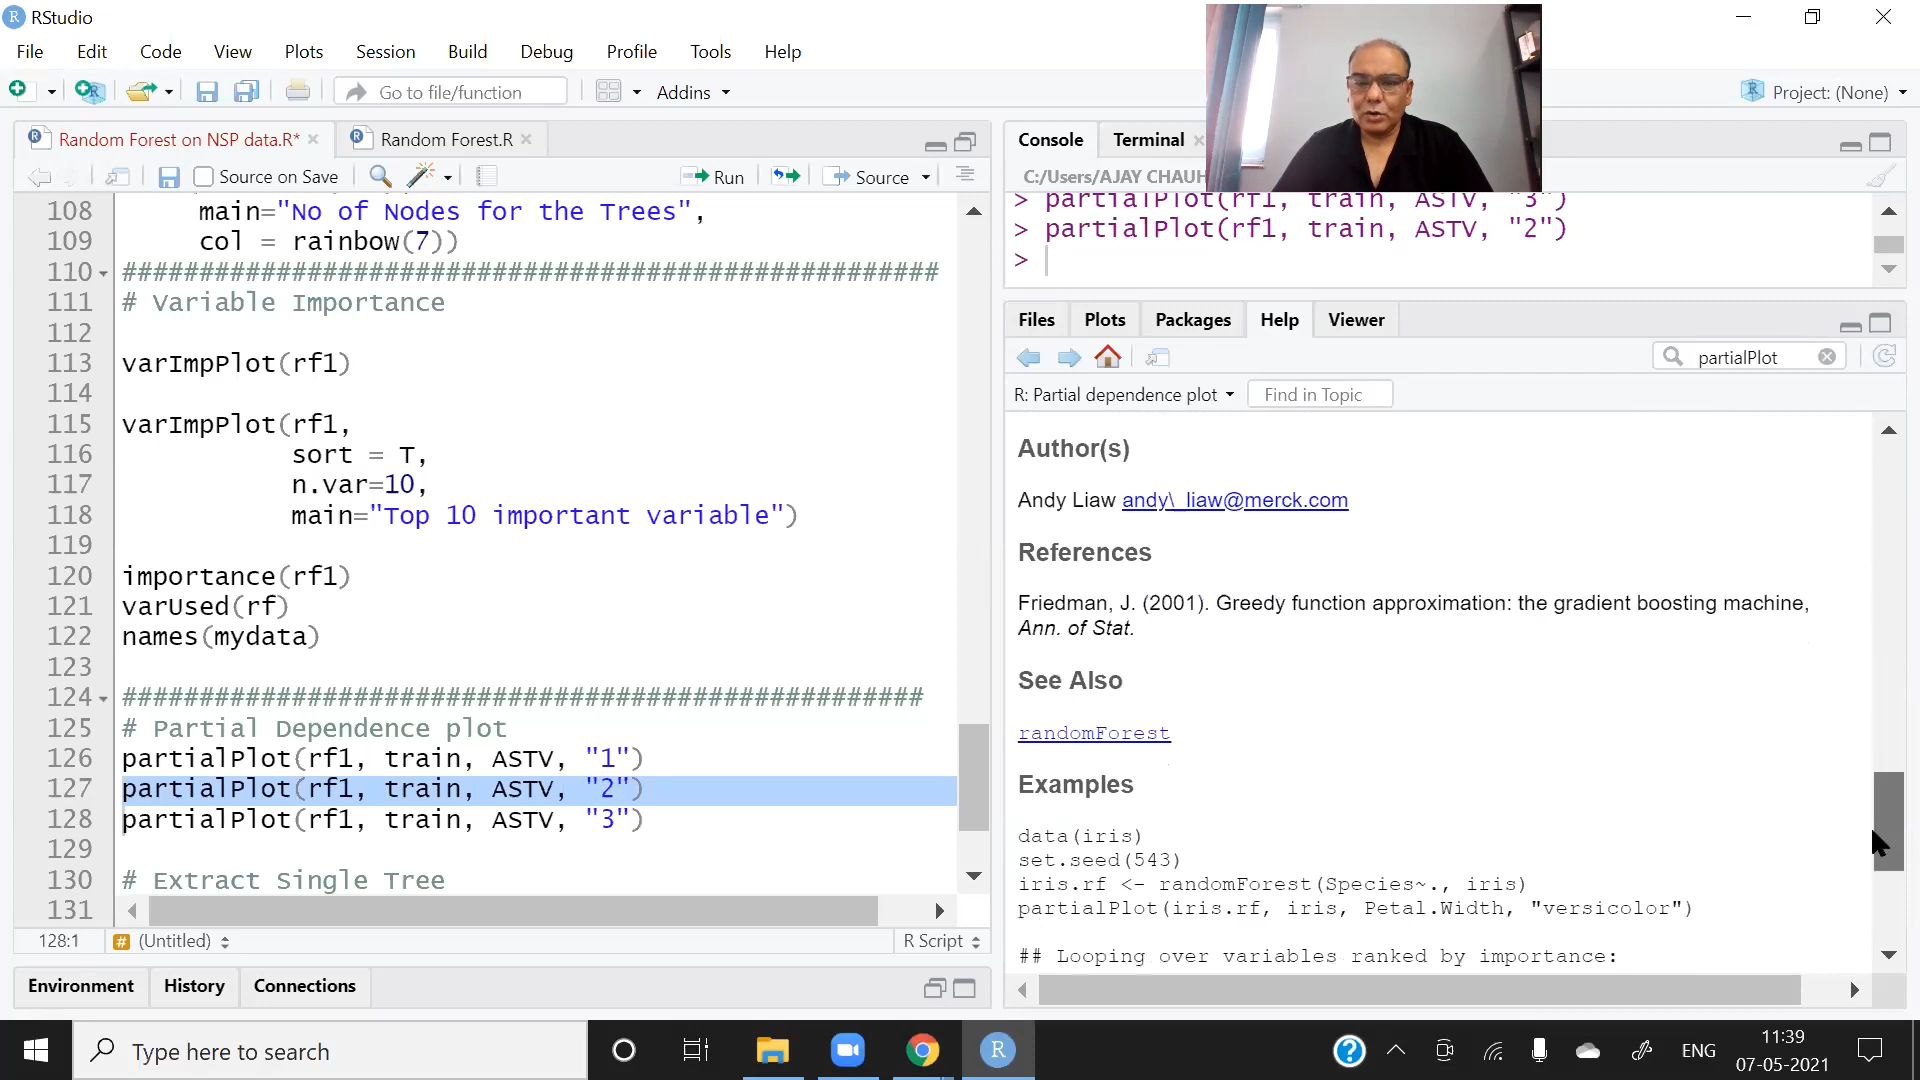 RStudio
File Edit Code View Plots Session Build Debug Profile Tools Help
Go to file/function Addins Project: (None)
Random Forest on NSP data.R* Random Forest.R
Source on Save Run Source
108 main="No of Nodes for the Trees",
109 col = rainbow(7))
110 #####################################################
111 # Variable Importance
112
113 varImpPlot(rf1)
114
115 varImpPlot(rf1,
116 sort = T,
117 n.var=10,
118 main="Top 10 important variable")
119
120 importance(rf1)
121 varUsed(rf)
122 names(mydata)
123
124 ####################################################
125 # Partial Dependence plot
126 partialPlot(rf1, train, ASTV, "1")
127 partialPlot(rf1, train, ASTV, "2")
128 partialPlot(rf1, train, ASTV, "3")
129
130 # Extract Single Tree
131
128:1 (Untitled) R Script
Environment History Connections
Console Terminal
C:/Users/AJAY CHAUH
> partialPlot(rf1, train, ASTV, "3")
> partialPlot(rf1, train, ASTV, "2")
>
Files Plots Packages Help Viewer
partialPlot
R: Partial dependence plot Find in Topic
Author(s)
Andy Liaw andy\_liaw@merck.com
References
Friedman, J. (2001). Greedy function approximation: the gradient boosting machine,
Ann. of Stat.
See Also
randomForest
Examples
data(iris)
set.seed(543)
iris.rf <- randomForest(Species~., iris)
partialPlot(iris.rf, iris, Petal.Width, "versicolor")
## Looping over variables ranked by importance:
Type here to search
ENG
11:39
07-05-2021